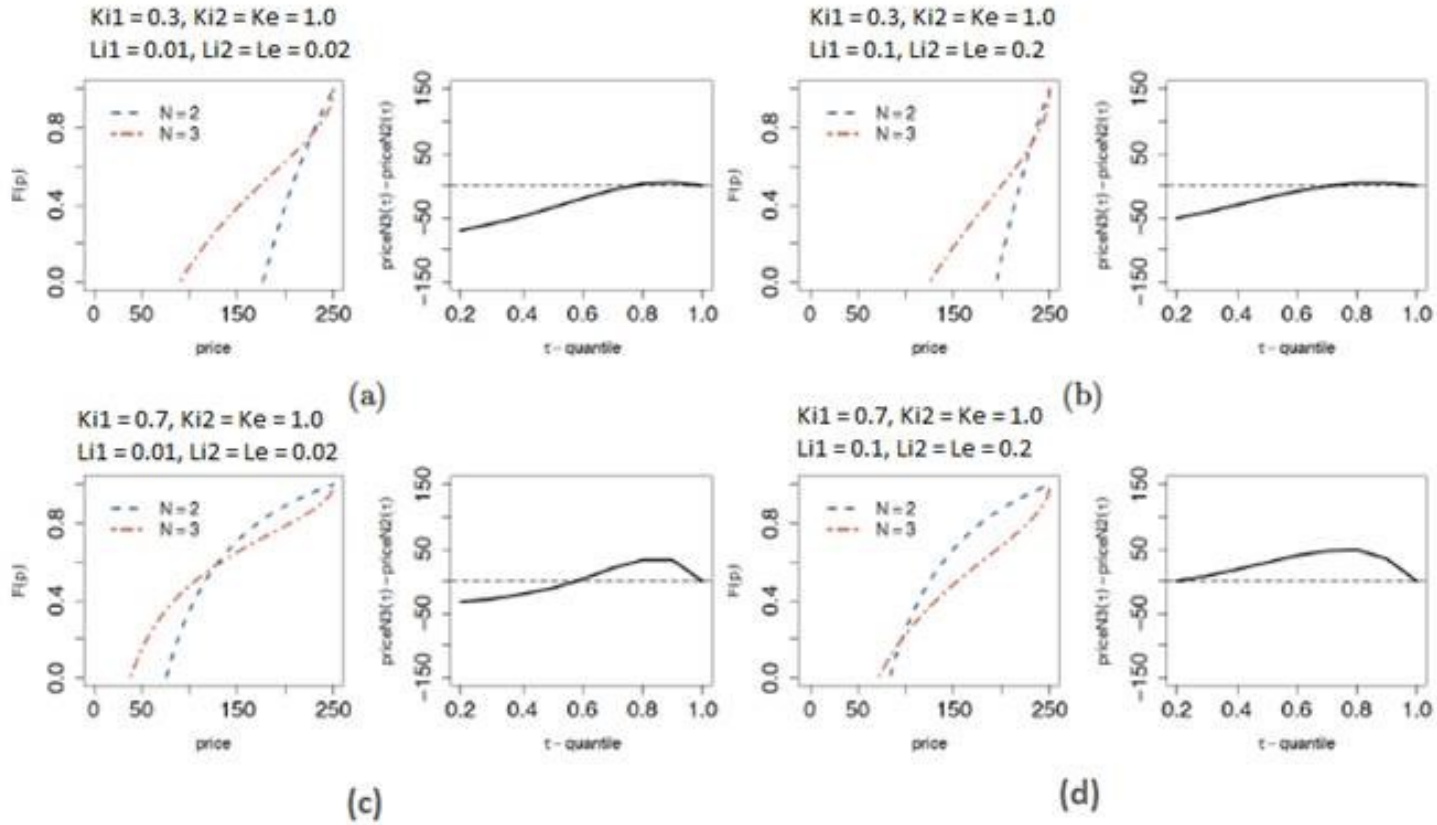 Ki1 = 0.3, Ki2 = Ke = 1.0
Li1 = 0.01, Li2 = Le = 0.02
F(p)
0.0 0.4 0.8
N = 2
N = 3
0 50 150 250
price
priceN3(τ)−priceN2(τ)
−150 −50 50 150
0.2 0.4 0.6 0.8 1.0
τ − quantile
(a)
Ki1 = 0.3, Ki2 = Ke = 1.0
Li1 = 0.1, Li2 = Le = 0.2
F(p)
0.0 0.4 0.8
N = 2
N = 3
0 50 150 250
price
priceN3(τ)−priceN2(τ)
−150 −50 50 150
0.2 0.4 0.6 0.8 1.0
τ − quantile
(b)
Ki1 = 0.7, Ki2 = Ke = 1.0
Li1 = 0.01, Li2 = Le = 0.02
F(p)
0.0 0.4 0.8
N = 2
N = 3
0 50 150 250
price
priceN3(τ)−priceN2(τ)
−150 −50 50 150
0.2 0.4 0.6 0.8 1.0
τ − quantile
(c)
Ki1 = 0.7, Ki2 = Ke = 1.0
Li1 = 0.1, Li2 = Le = 0.2
F(p)
0.0 0.4 0.8
N = 2
N = 3
0 50 150 250
price
priceN3(τ)−priceN2(τ)
−150 −50 50 150
0.2 0.4 0.6 0.8 1.0
τ − quantile
(d)